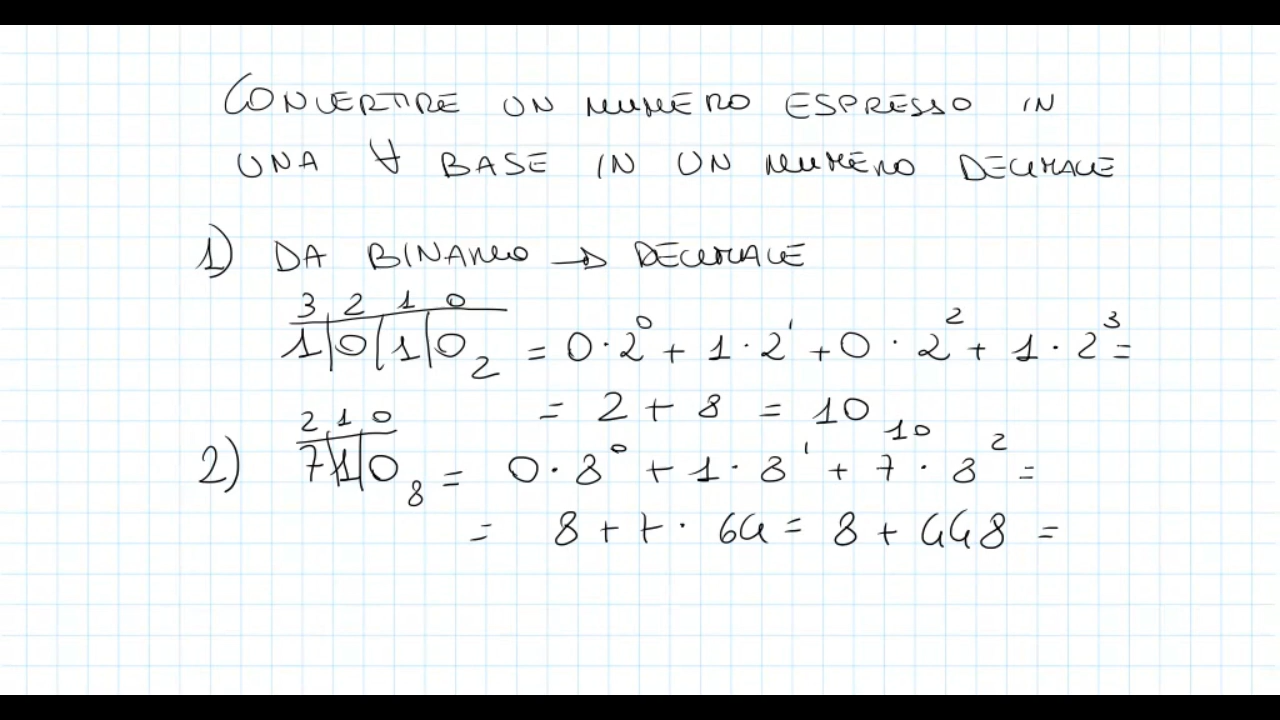 CONVERTIRE UN NUMERO ESPRESSO IN
UNA ∀ BASE IN UN NUMERO DECIMALE
1) DA BINARIO → DECIMALE
3 2 1 0
1|0|1|0₂ = 0·2⁰ + 1·2¹ + 0·2² + 1·2³ =
= 2 + 8 = 10₁₀
2 1 0
2) 7|1|0₈ = 0·8⁰ + 1·8¹ + 7·8² =
= 8 + 7·64 = 8 + 448 =